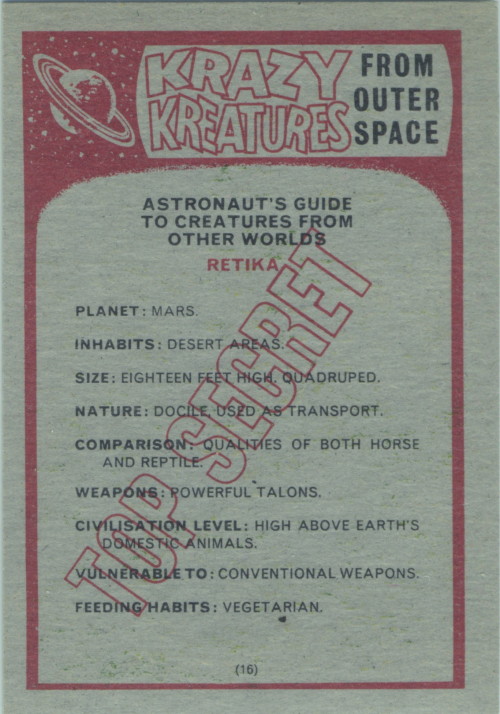 KRAZY
KREATURES
FROM
OUTER
SPACE
ASTRONAUT'S GUIDE
TO CREATURES FROM
OTHER WORLDS
RETIKA
PLANET: MARS.
INHABITS: DESERT AREAS.
SIZE: EIGHTEEN FEET HIGH, QUADRUPED.
NATURE: DOCILE, USED AS TRANSPORT.
COMPARISON: QUALITIES OF BOTH HORSE
AND REPTILE.
WEAPONS: POWERFUL TALONS.
CIVILISATION LEVEL: HIGH ABOVE EARTH'S
DOMESTIC ANIMALS.
VULNERABLE TO: CONVENTIONAL WEAPONS.
FEEDING HABITS: VEGETARIAN.
TOP SECRET
(16)